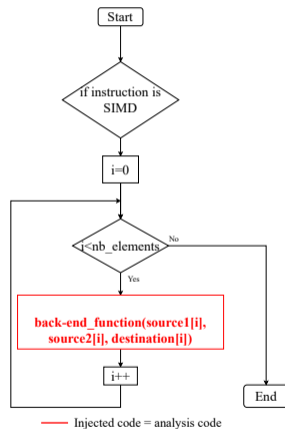 Start
if instruction is
SIMD
i=0
i<nb_elements
No
Yes
back-end_function(source1[i],
source2[i], destination[i])
i++
End
Injected code = analysis code